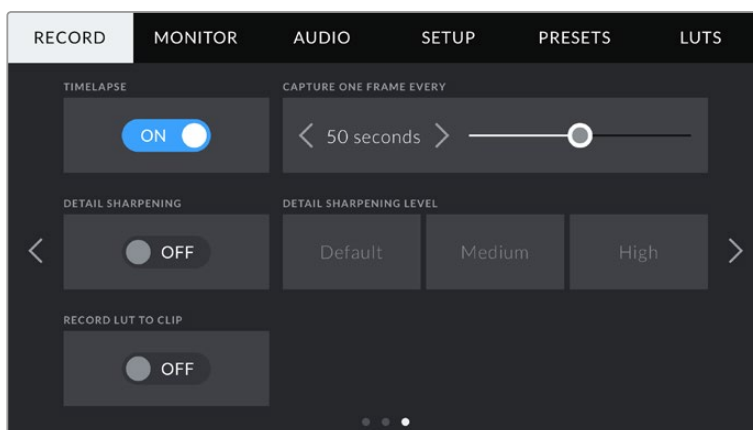 RECORD MONITOR AUDIO SETUP PRESETS LUTS
TIMELAPSE CAPTURE ONE FRAME EVERY
ON 50 seconds
DETAIL SHARPENING DETAIL SHARPENING LEVEL
OFF Default Medium High
RECORD LUT TO CLIP
OFF